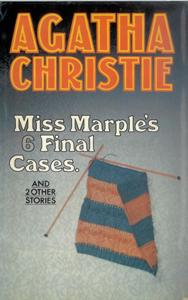 AGATHA
CHRISTIE
Miss Marple's
6 Final
Cases.
AND
2 OTHER
STORIES